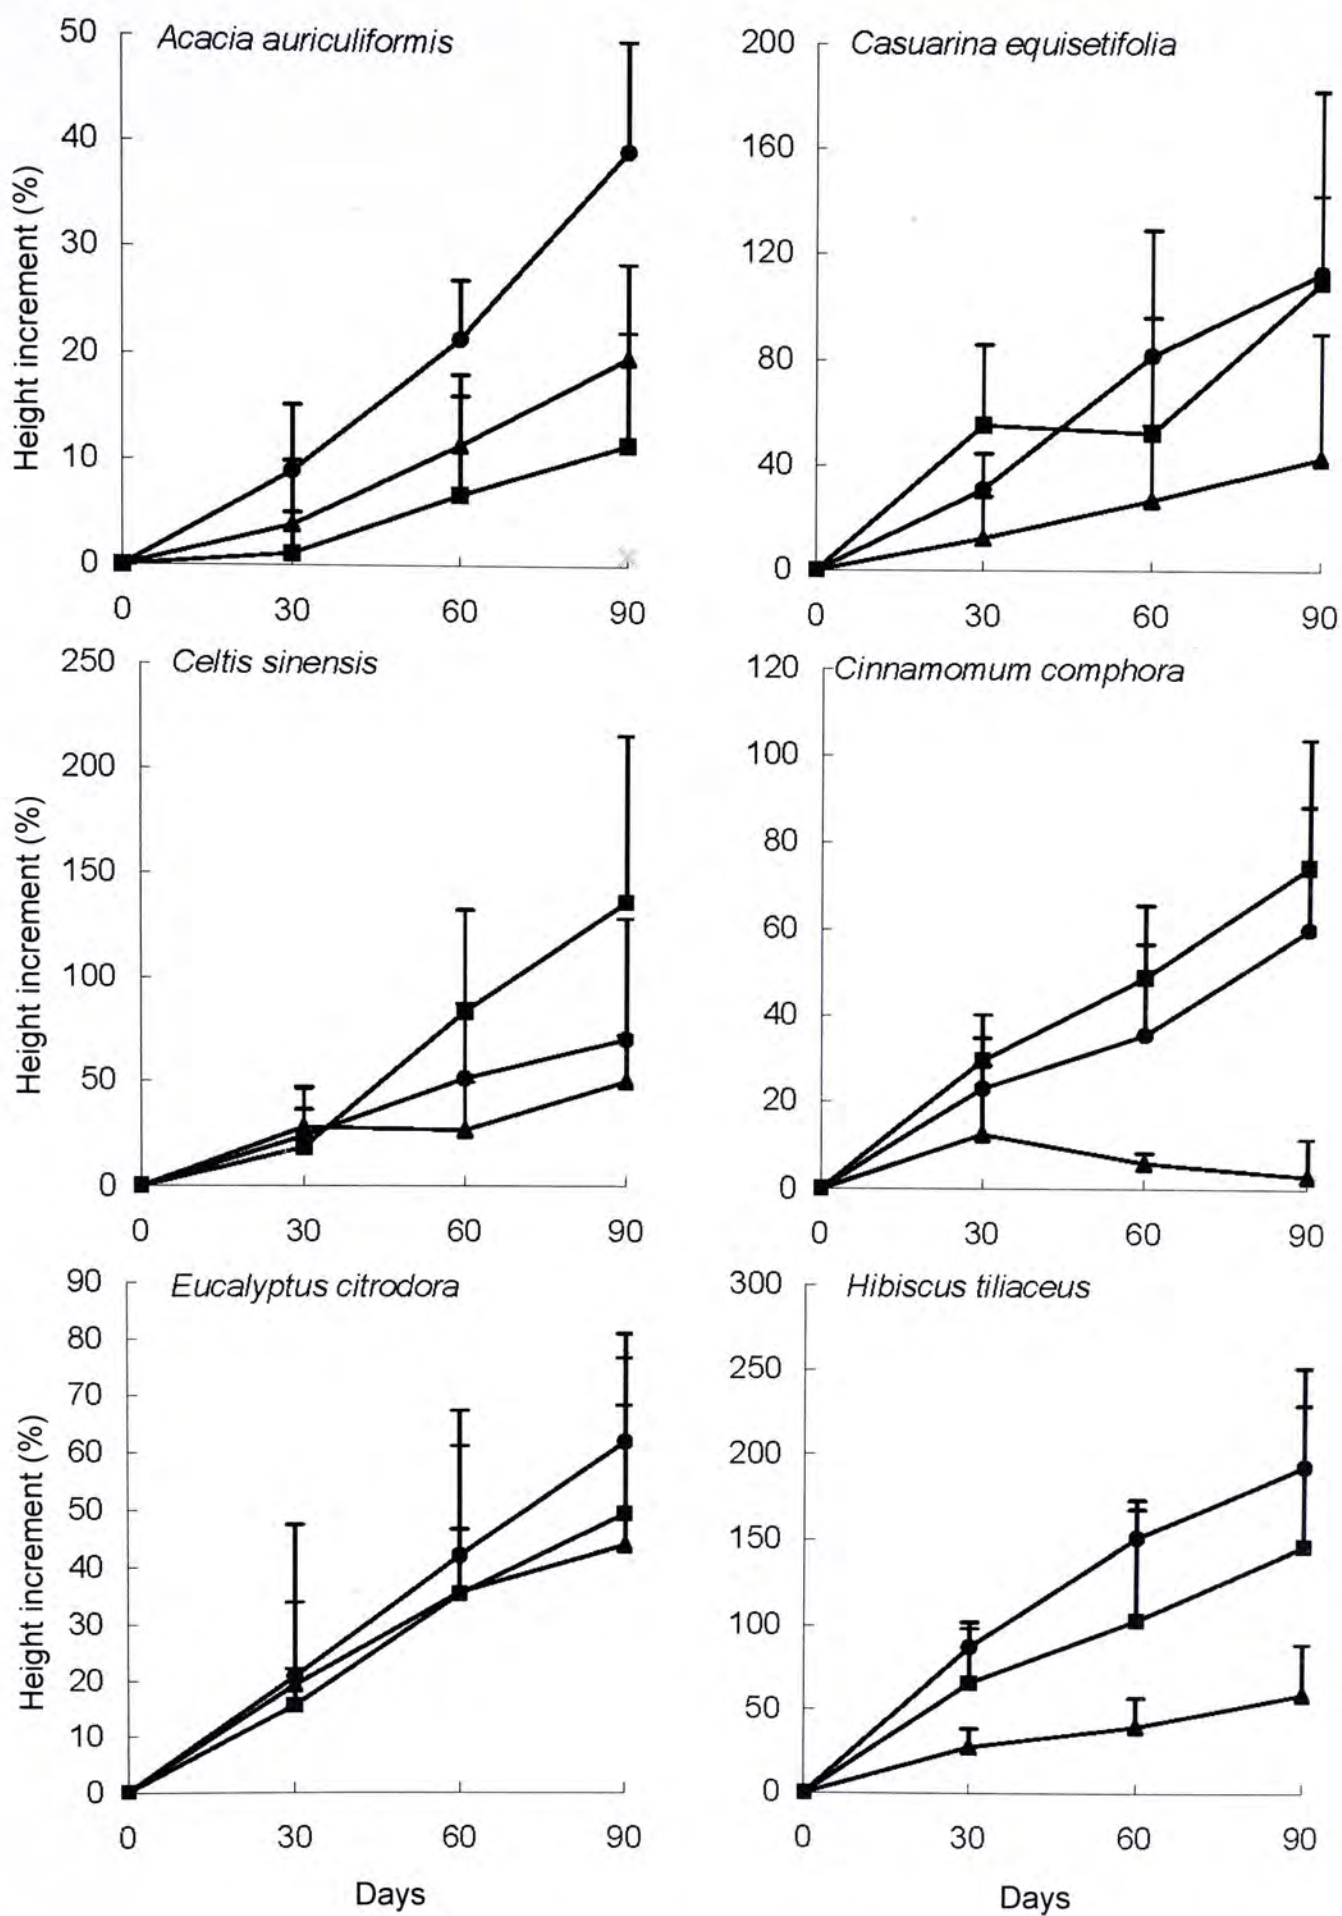 Acacia auriculiformis
Height increment (%)
50
40
30
20
10
0
0 30 60 90
Casuarina equisetifolia
200
160
120
80
40
0
0 30 60 90
Celtis sinensis
Height increment (%)
250
200
150
100
50
0
0 30 60 90
Cinnamomum comphora
120
100
80
60
40
20
0
0 30 60 90
Eucalyptus citrodora
Height increment (%)
90
80
70
60
50
40
30
20
10
0
0 30 60 90
Days
Hibiscus tiliaceus
300
250
200
150
100
50
0
0 30 60 90
Days